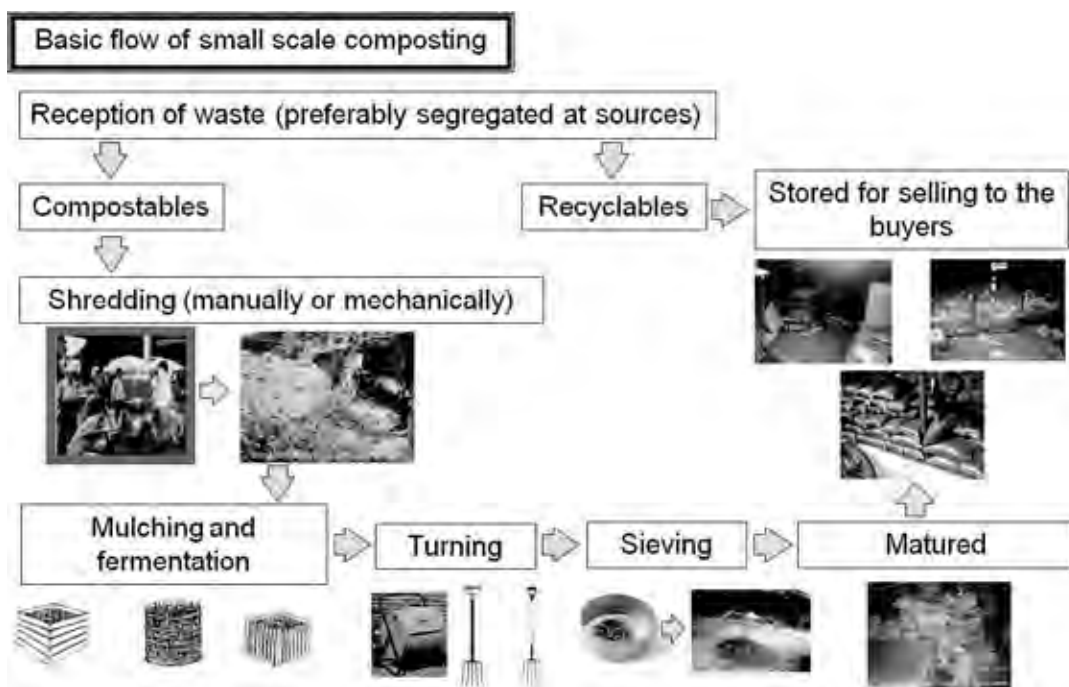 Basic flow of small scale composting
Reception of waste (preferably segregated at sources)
Compostables
Recyclables
Stored for selling to the
buyers
Shredding (manually or mechanically)
Mulching and
fermentation
Turning
Sieving
Matured